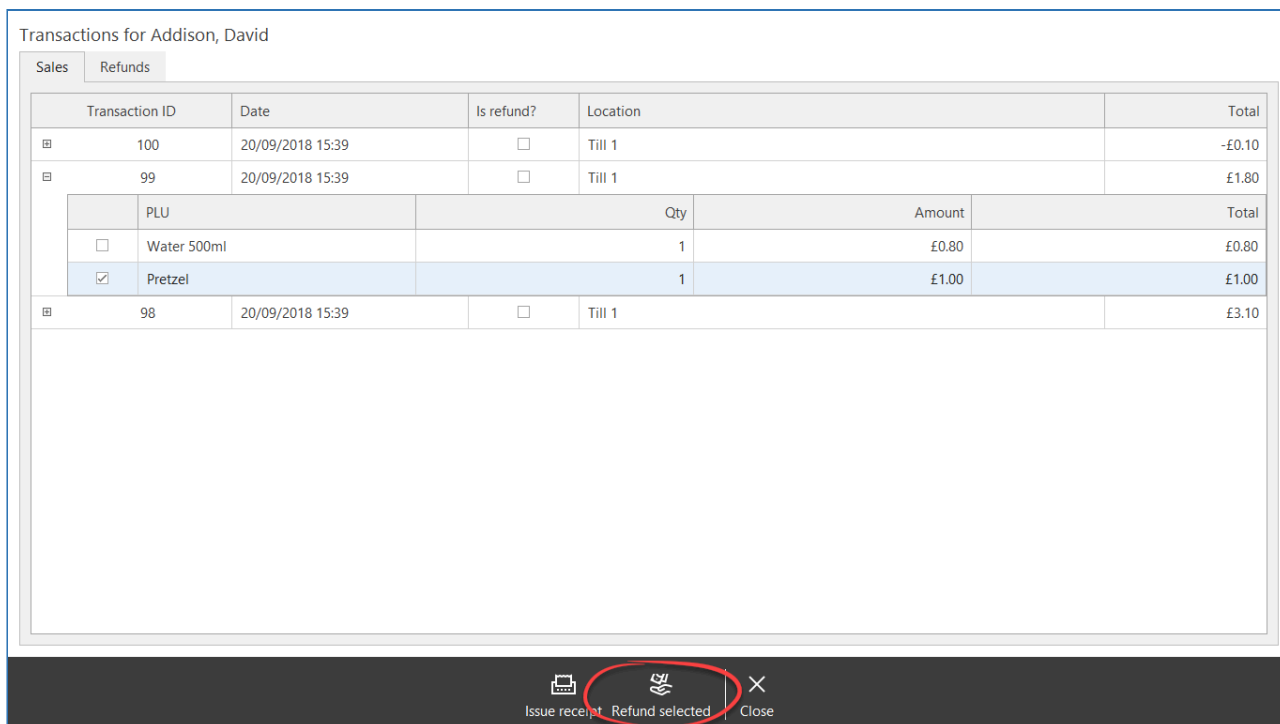 Transactions for Addison, David
Sales Refunds
Transaction ID Date Is refund? Location Total
100 20/09/2018 15:39 Till 1 -£0.10
99 20/09/2018 15:39 Till 1 £1.80
PLU Qty Amount Total
Water 500ml 1 £0.80 £0.80
Pretzel 1 £1.00 £1.00
98 20/09/2018 15:39 Till 1 £3.10
Issue receipt Refund selected Close